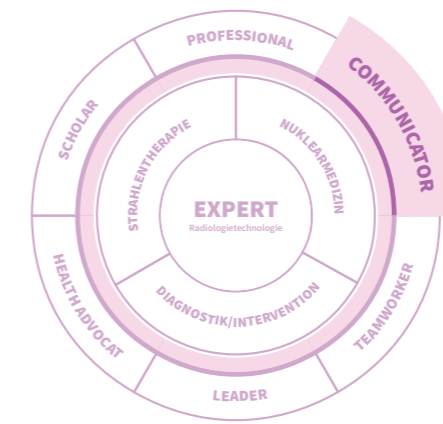 PROFESSIONAL
COMMUNICATOR
TEAMWORKER
LEADER
HEALTH ADVOCAT
SCHOLAR
STRAHLENTHERAPIE
NUKLEARMEDIZIN
DIAGNOSTIK/INTERVENTION
EXPERT
Radiologietechnologie